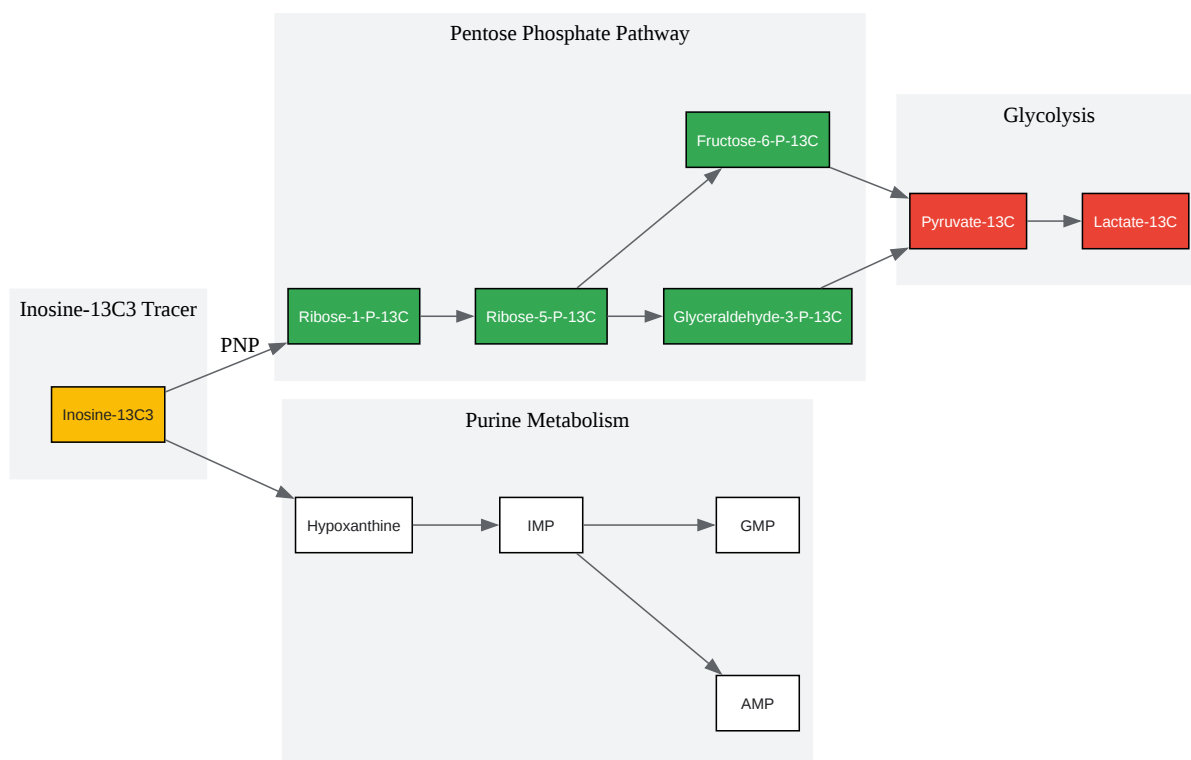 Pentose Phosphate Pathway
Glycolysis
Fructose-6-P-13C
Pyruvate-13C
Lactate-13C
Inosine-13C3 Tracer
Ribose-1-P-13C
Ribose-5-P-13C
Glyceraldehyde-3-P-13C
PNP
Inosine-13C3
Purine Metabolism
Hypoxanthine
IMP
GMP
AMP